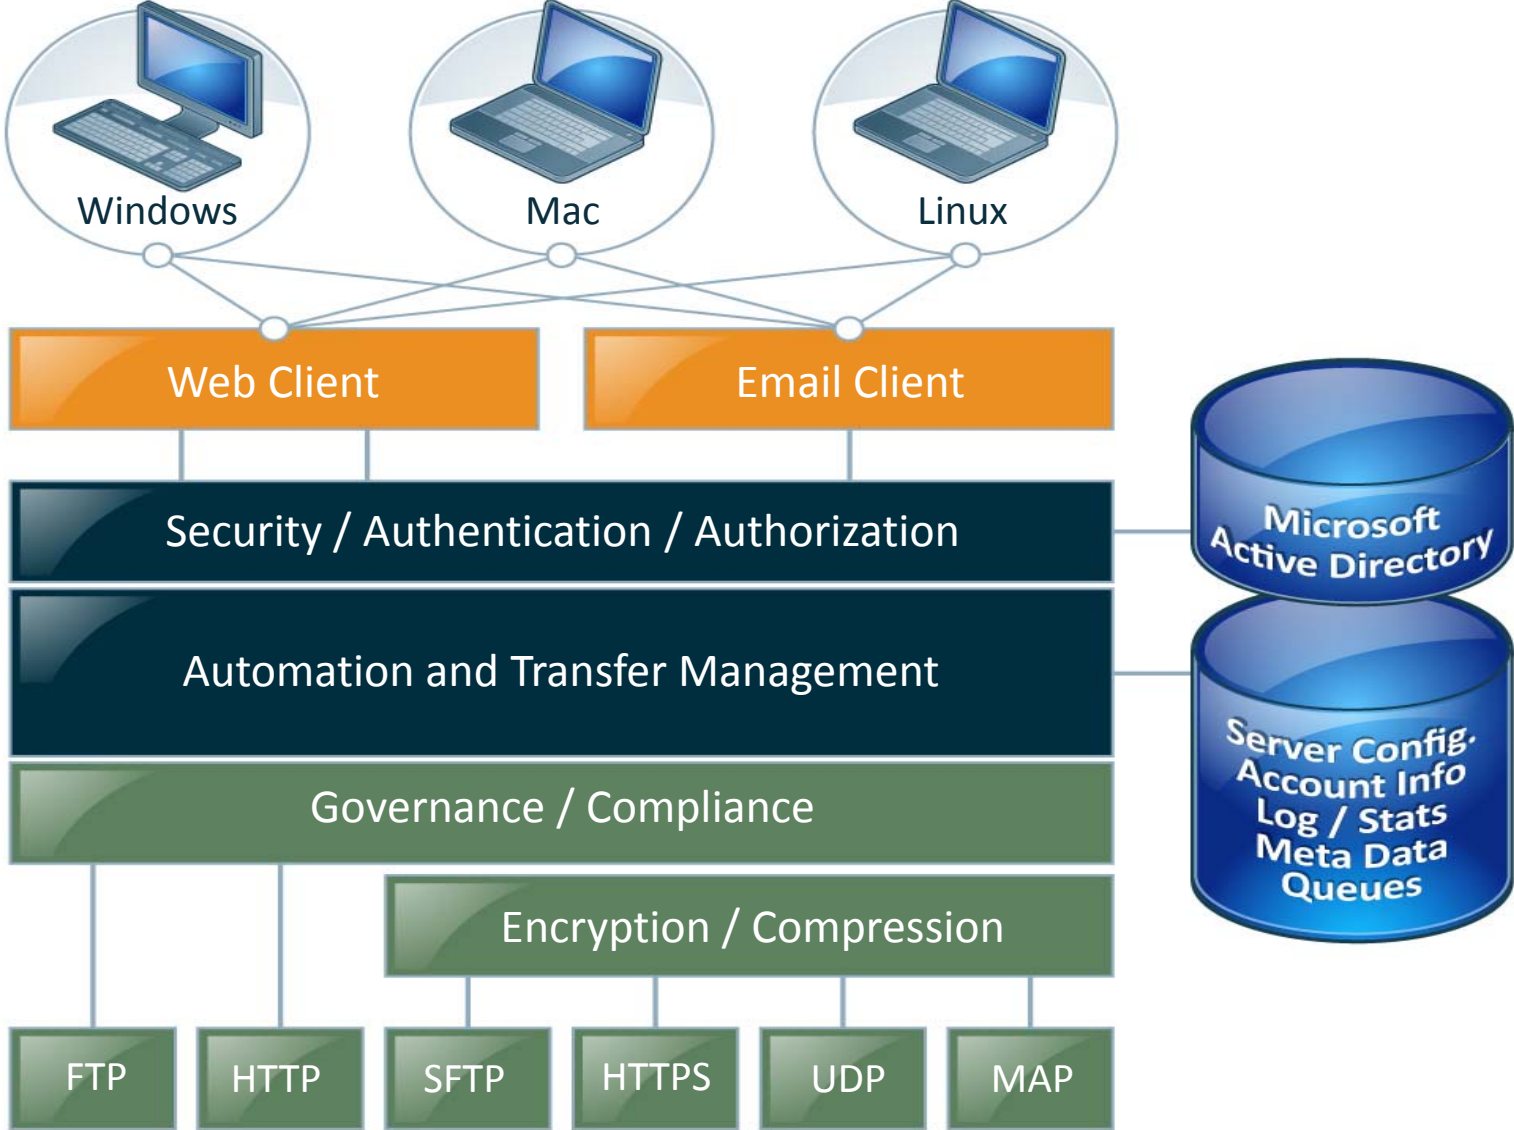 Windows
Mac
Linux
Web Client
Email Client
Security / Authentication / Authorization
Microsoft
Active Directory
Automation and Transfer Management
Server Config.
Account Info
Log / Stats
Meta Data
Queues
Governance / Compliance
Encryption / Compression
FTP
HTTP
SFTP
HTTPS
UDP
MAP